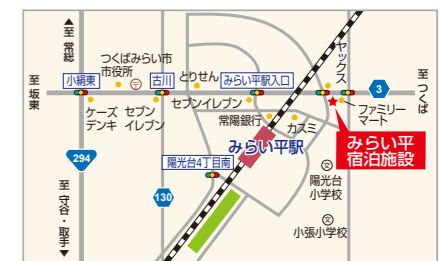 ▲至 常総
つくばみらい市
市役所
小絹東
古川
とりせん
みらい平駅入口
ヤックス
3
至 坂東
至 つくば
ケーズ
デンキ
セブン
イレブン
セブンイレブン
ファミリー
マート
常陽銀行
カスミ
みらい平駅
みらい平
宿泊施設
294
陽光台4丁目南
130
文
陽光台
小学校
文
小張小学校
至 守谷・取手▼